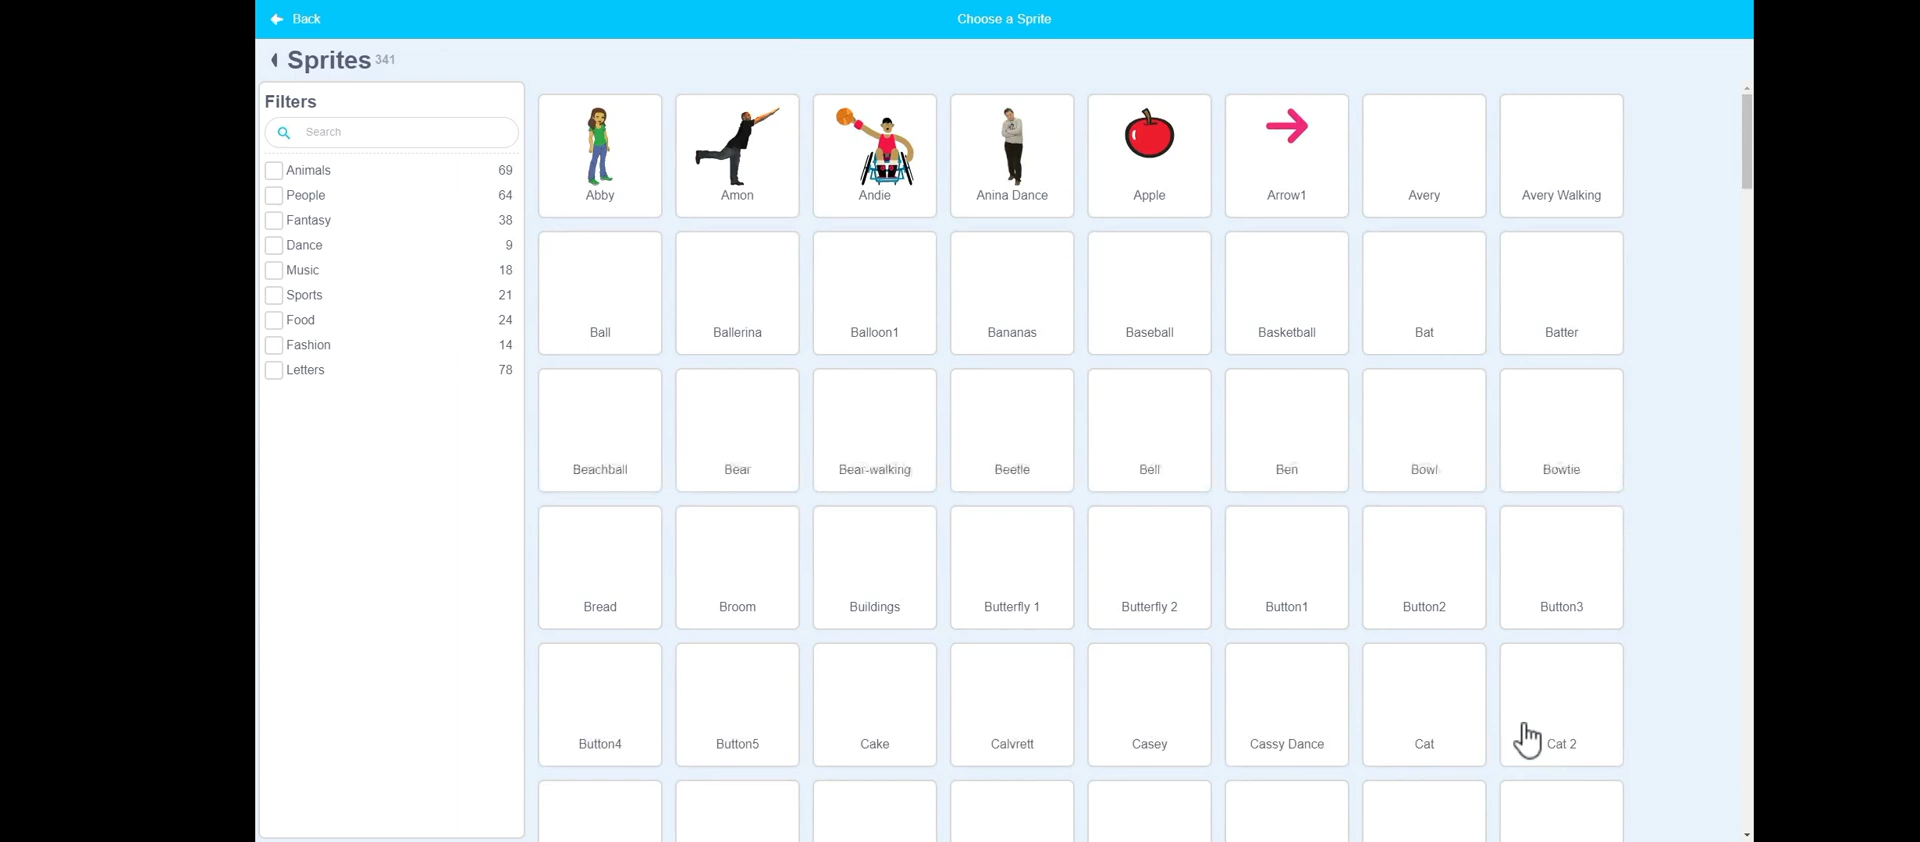 Back
Choose a Sprite
Sprites 341
Filters
Search
Animals 69
People 64
Fantasy 38
Dance 9
Music 18
Sports 21
Food 24
Fashion 14
Letters 78
Abby Amon Andie Anina Dance Apple Arrow1 Avery Avery Walking
Ball Ballerina Balloon1 Bananas Baseball Basketball Bat Batter
Beachball Bear Bear-walking Beetle Bell Ben Bowl Bowtie
Bread Broom Buildings Butterfly 1 Butterfly 2 Button1 Button2 Button3
Button4 Button5 Cake Calvrett Casey Cassy Dance Cat Cat 2